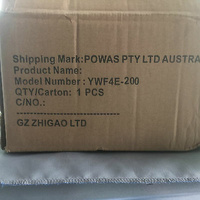 Shipping Mark:POWAS PTY LTD AUSTRA
Product Name:
Model Number : YWF4E-200
QTY/Carton: 1 PCS
C/NO.:
GZ ZHIGAO LTD